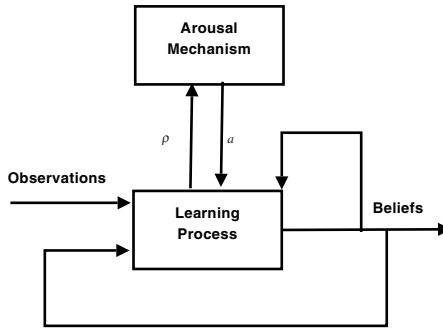 Arousal
Mechanism
ρ
a
Observations
Learning
Process
Beliefs